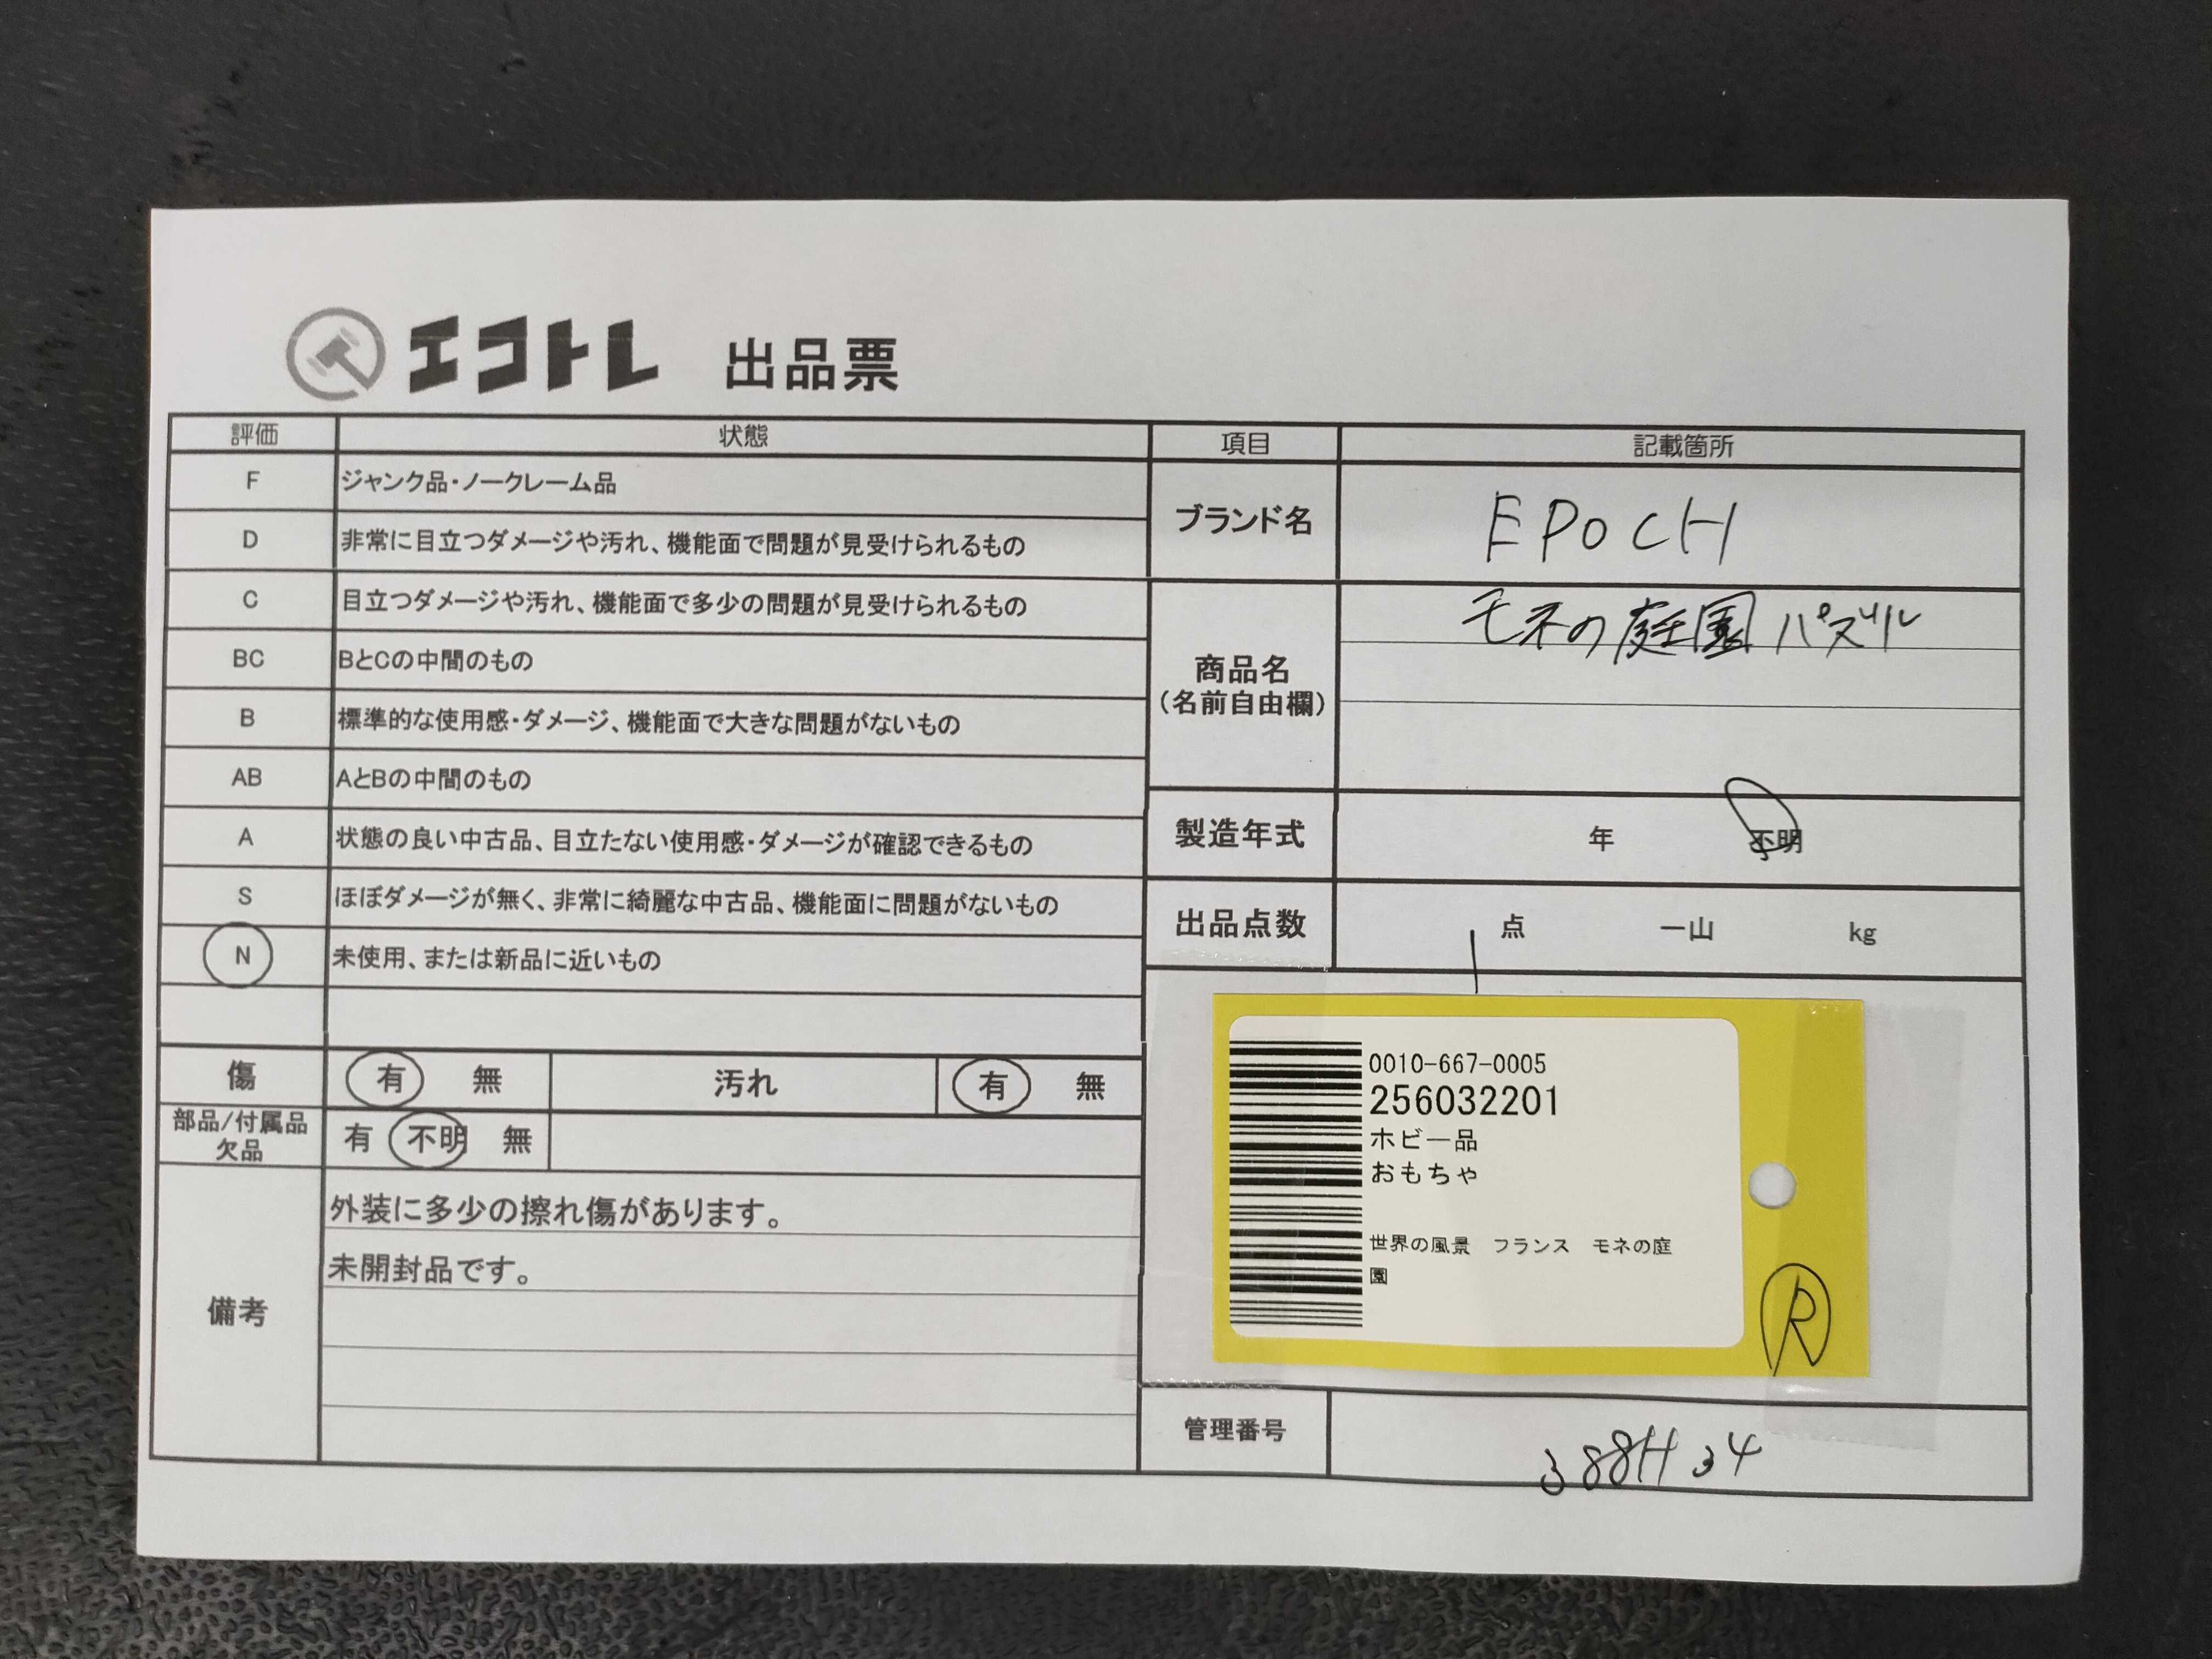 エコトレ 出品票
評価 状態
F ジャンク品・ノークレーム品
D 非常に目立つダメージや汚れ、機能面で問題が見受けられるもの
C 目立つダメージや汚れ、機能面で多少の問題が見受けられるもの
BC BとCの中間のもの
B 標準的な使用感・ダメージ、機能面で大きな問題がないもの
AB AとBの中間のもの
A 状態の良い中古品、目立たない使用感・ダメージが確認できるもの
S ほぼダメージが無く、非常に綺麗な中古品、機能面に問題がないもの
N 未使用、または新品に近いもの
傷 有 無 汚れ 有 無
部品/付属品
欠品 有 不明 無
備考
外装に多少の擦れ傷があります。
未開封品です。
項目 記載箇所
ブランド名 EPOCH
商品名
(名前自由欄)
モネの庭園 パズル
製造年式 年 不明
出品点数 1 点 一山 kg
0010-667-0005
256032201
ホビー品
おもちゃ
世界の風景 フランス モネの庭
園
R
管理番号 388H34